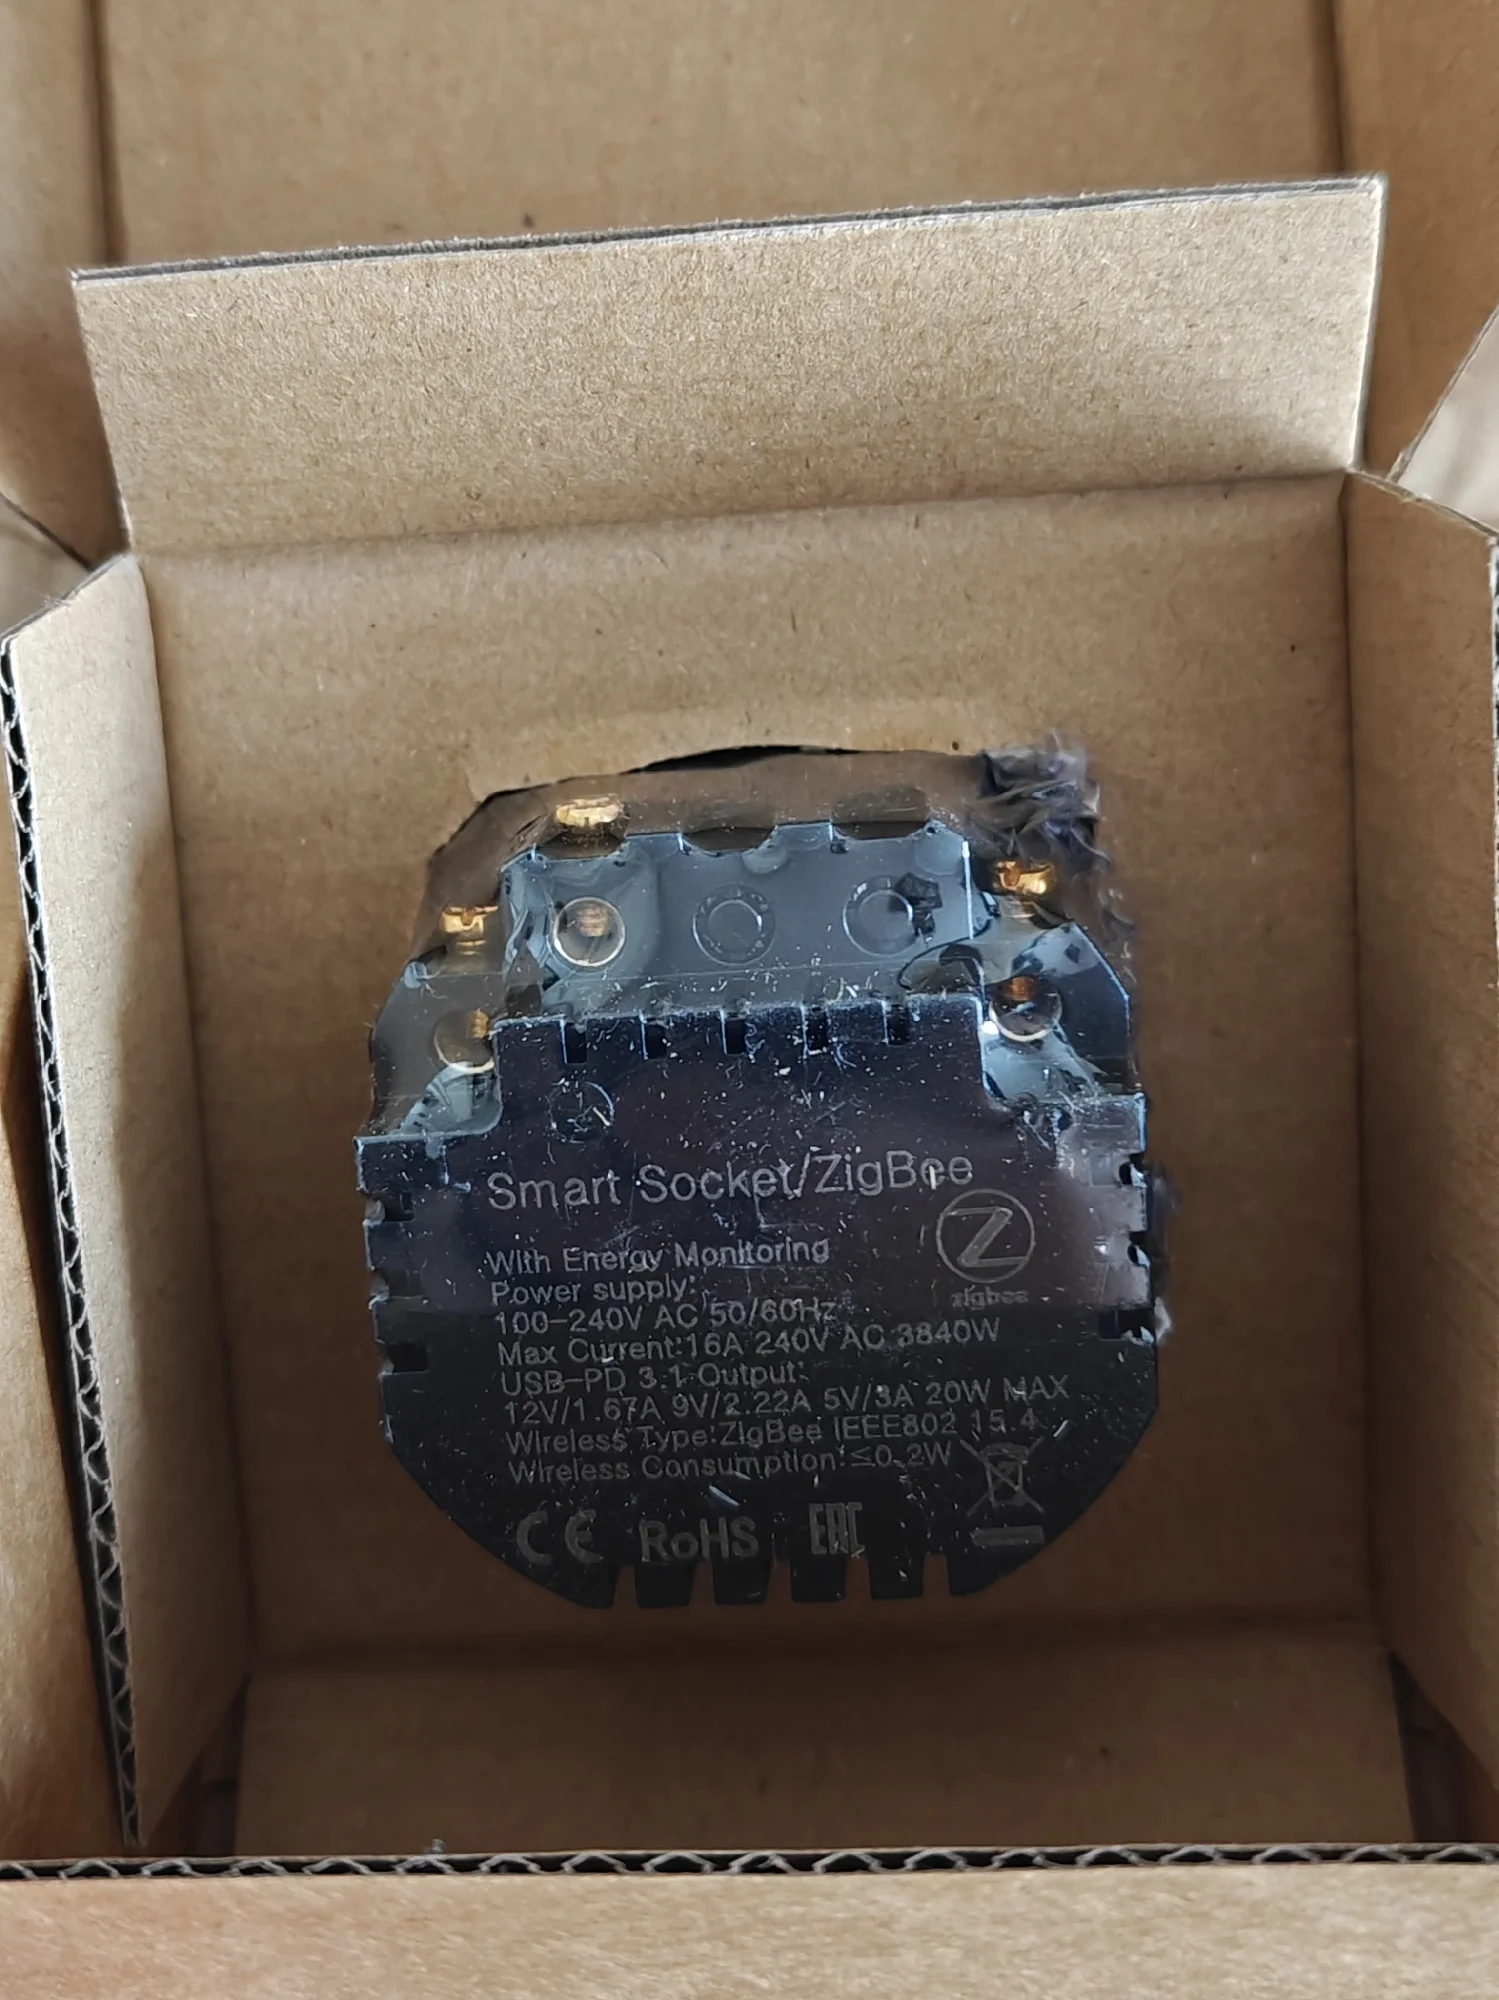 Smart Socket/ZigBee
With Energy Monitoring
Power supply:
100-240V AC 50/60Hz
Max Current:16A 240V AC 3840W
USB-PD 3.1 Output:
12V/1.67A 9V/2.22A 5V/3A 20W MAX
Wireless Type:ZigBee IEEE802.15.4
Wireless Consumption:≤0.2W
zigbee
CE RoHS EAC